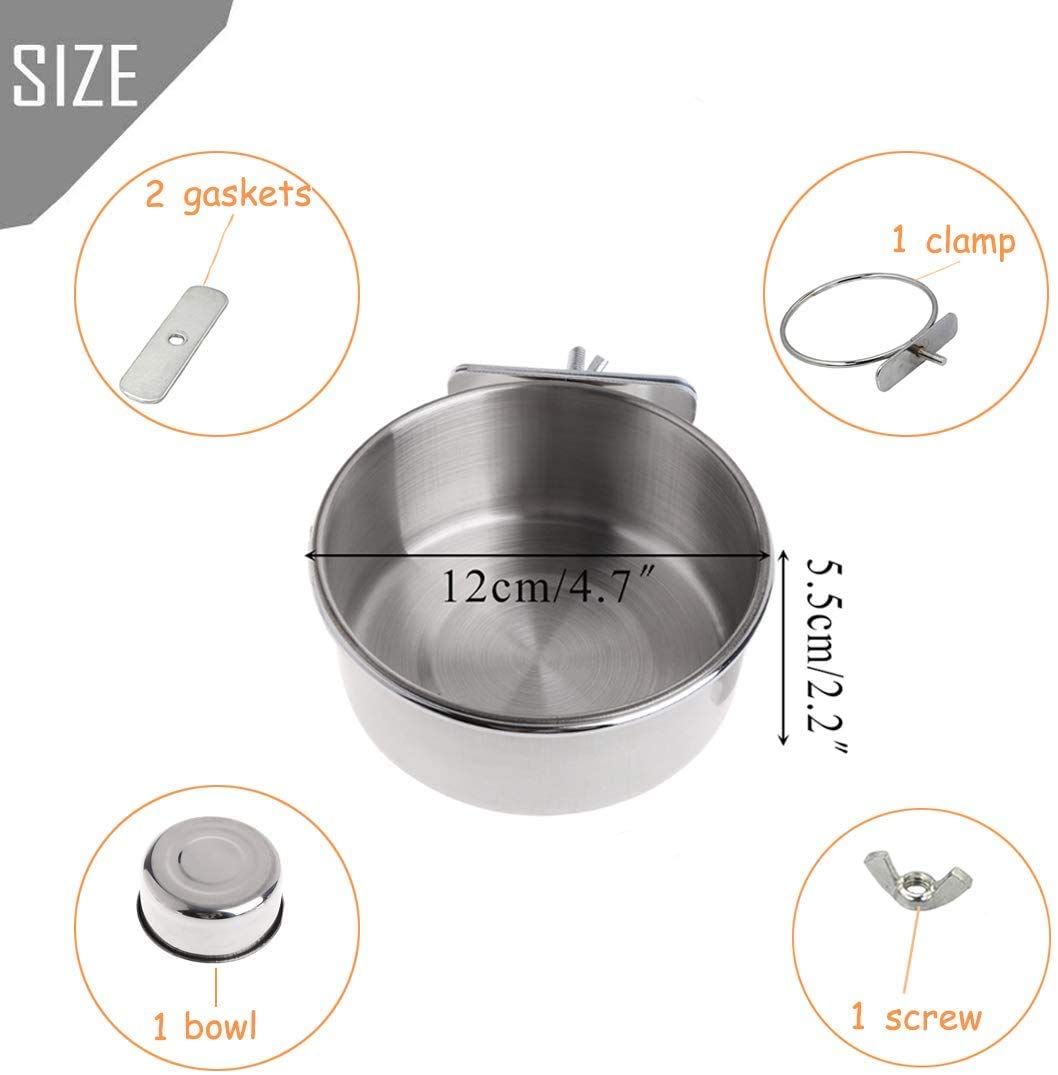 SIZE
2 gaskets
1 clamp
12cm/4.7"
5.5cm/2.2"
1 bowl
1 screw